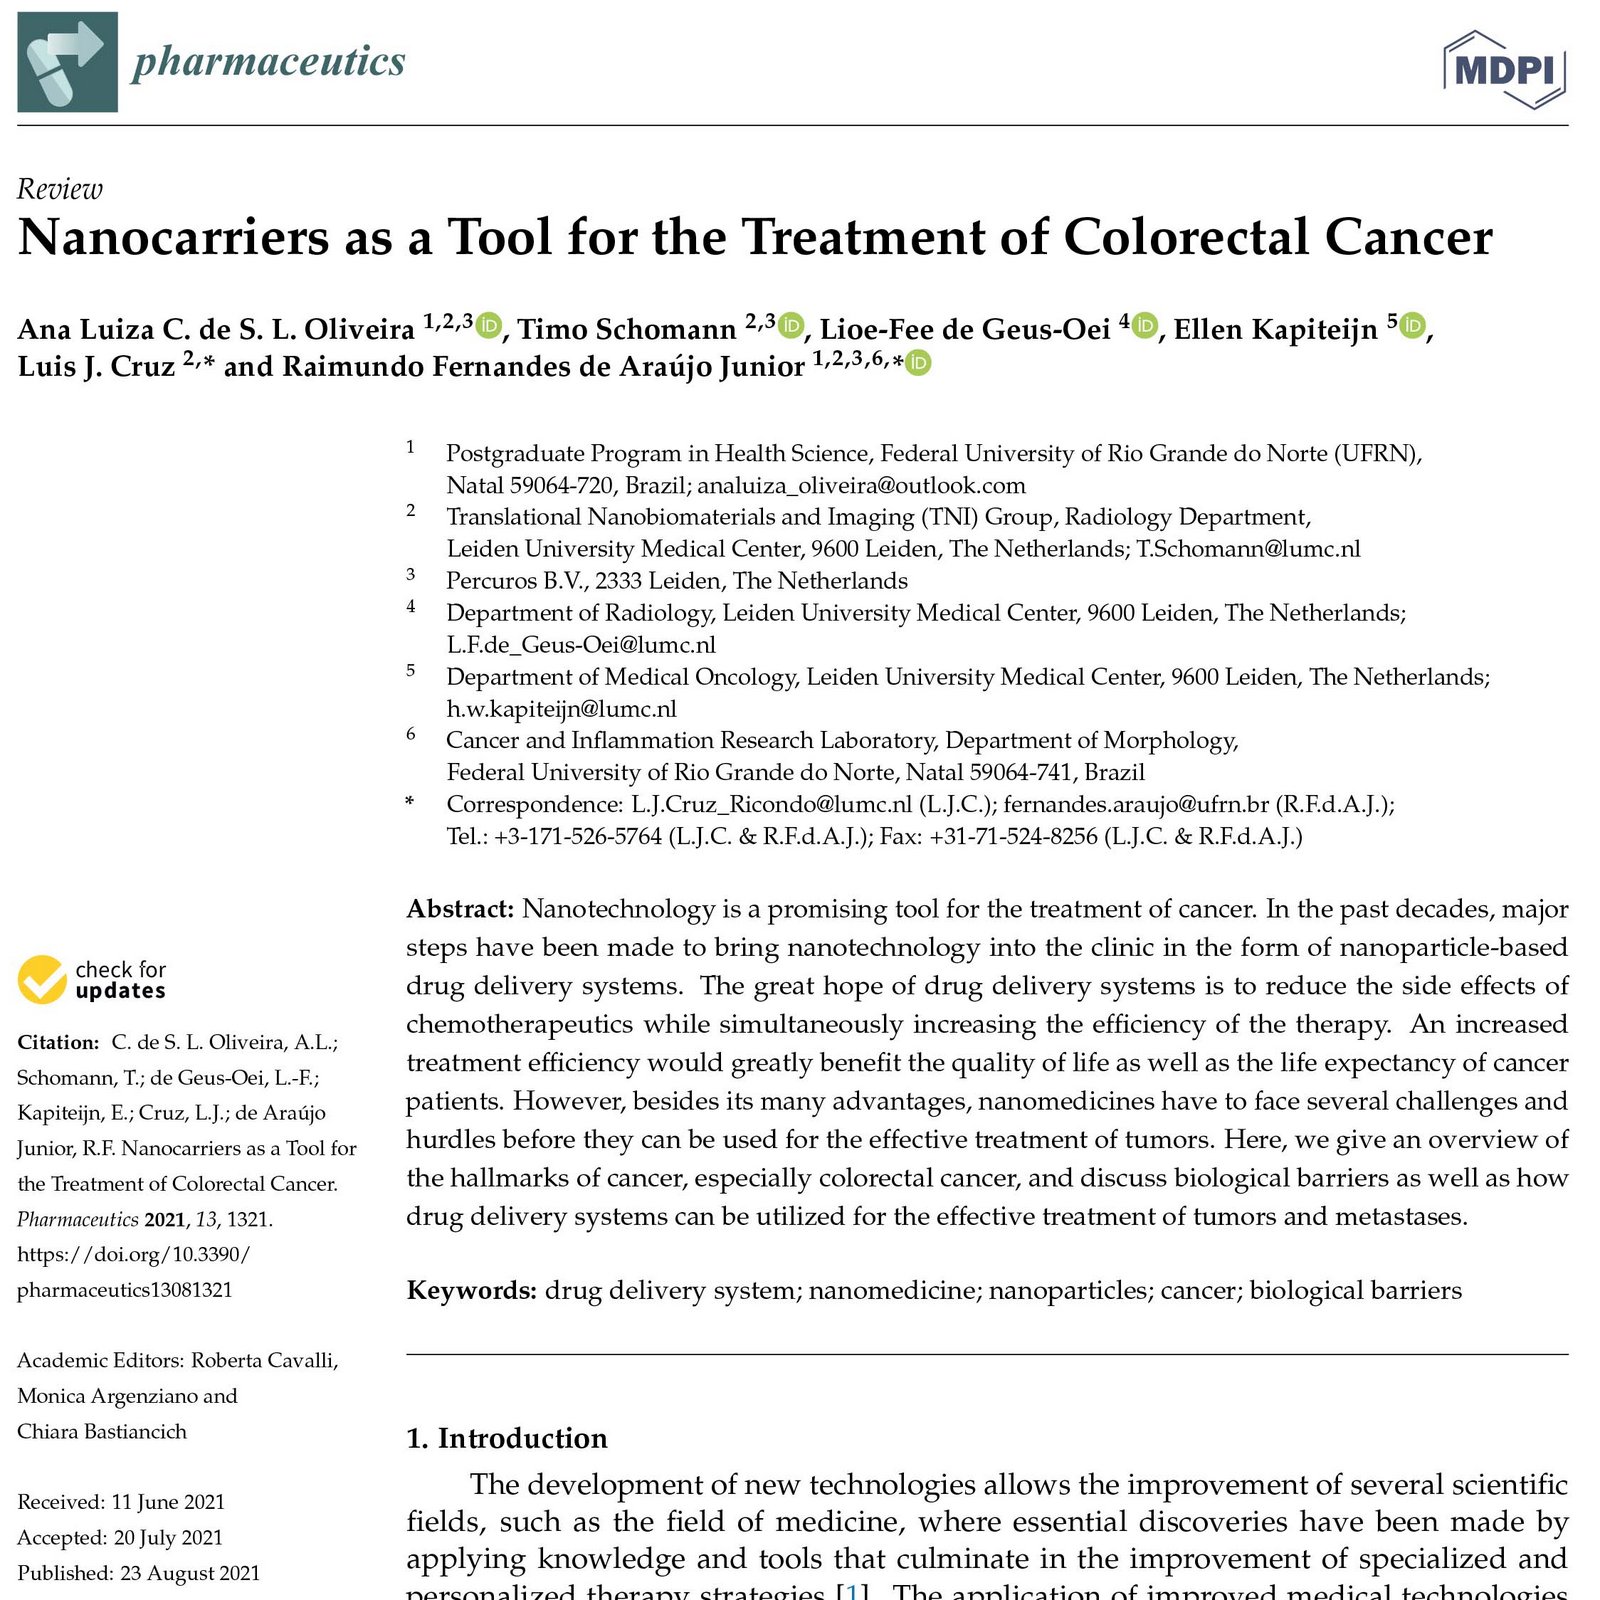 pharmaceutics
MDPI
Review
Nanocarriers as a Tool for the Treatment of Colorectal Cancer
Ana Luiza C. de S. L. Oliveira 1,2,3 iD, Timo Schomann 2,3 iD, Lioe-Fee de Geus-Oei 4 iD, Ellen Kapiteijn 5 iD,
Luis J. Cruz 2,* and Raimundo Fernandes de Araújo Junior 1,2,3,6,* iD
1 Postgraduate Program in Health Science, Federal University of Rio Grande do Norte (UFRN),
Natal 59064-720, Brazil; analuiza_oliveira@outlook.com
2 Translational Nanobiomaterials and Imaging (TNI) Group, Radiology Department,
Leiden University Medical Center, 9600 Leiden, The Netherlands; T.Schomann@lumc.nl
3 Percuros B.V., 2333 Leiden, The Netherlands
4 Department of Radiology, Leiden University Medical Center, 9600 Leiden, The Netherlands;
L.F.de_Geus-Oei@lumc.nl
5 Department of Medical Oncology, Leiden University Medical Center, 9600 Leiden, The Netherlands;
h.w.kapiteijn@lumc.nl
6 Cancer and Inflammation Research Laboratory, Department of Morphology,
Federal University of Rio Grande do Norte, Natal 59064-741, Brazil
* Correspondence: L.J.Cruz_Ricondo@lumc.nl (L.J.C.); fernandes.araujo@ufrn.br (R.F.d.A.J.);
Tel.: +3-171-526-5764 (L.J.C. & R.F.d.A.J.); Fax: +31-71-524-8256 (L.J.C. & R.F.d.A.J.)
Abstract: Nanotechnology is a promising tool for the treatment of cancer. In the past decades, major
steps have been made to bring nanotechnology into the clinic in the form of nanoparticle-based
drug delivery systems. The great hope of drug delivery systems is to reduce the side effects of
chemotherapeutics while simultaneously increasing the efficiency of the therapy. An increased
treatment efficiency would greatly benefit the quality of life as well as the life expectancy of cancer
patients. However, besides its many advantages, nanomedicines have to face several challenges and
hurdles before they can be used for the effective treatment of tumors. Here, we give an overview of
the hallmarks of cancer, especially colorectal cancer, and discuss biological barriers as well as how
drug delivery systems can be utilized for the effective treatment of tumors and metastases.
Keywords: drug delivery system; nanomedicine; nanoparticles; cancer; biological barriers
check for
updates
Citation: C. de S. L. Oliveira, A.L.;
Schomann, T.; de Geus-Oei, L.-F.;
Kapiteijn, E.; Cruz, L.J.; de Araújo
Junior, R.F. Nanocarriers as a Tool for
the Treatment of Colorectal Cancer.
Pharmaceutics 2021, 13, 1321.
https://doi.org/10.3390/
pharmaceutics13081321
Academic Editors: Roberta Cavalli,
Monica Argenziano and
Chiara Bastiancich
Received: 11 June 2021
Accepted: 20 July 2021
Published: 23 August 2021
1. Introduction
The development of new technologies allows the improvement of several scientific
fields, such as the field of medicine, where essential discoveries have been made by
applying knowledge and tools that culminate in the improvement of specialized and
personalized therapy strategies [1]. The application of improved medical technologies